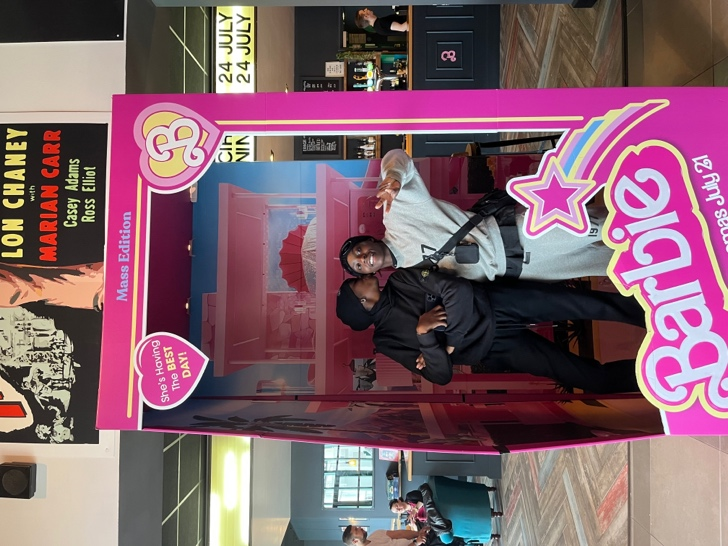 LON CHANEY
with
MARIAN CARR
Casey Adams
Ross Elliot
24 JULY
24 JULY
B
Mass Edition
She's Having
The BEST
DAY!
Barbie
July 21
197